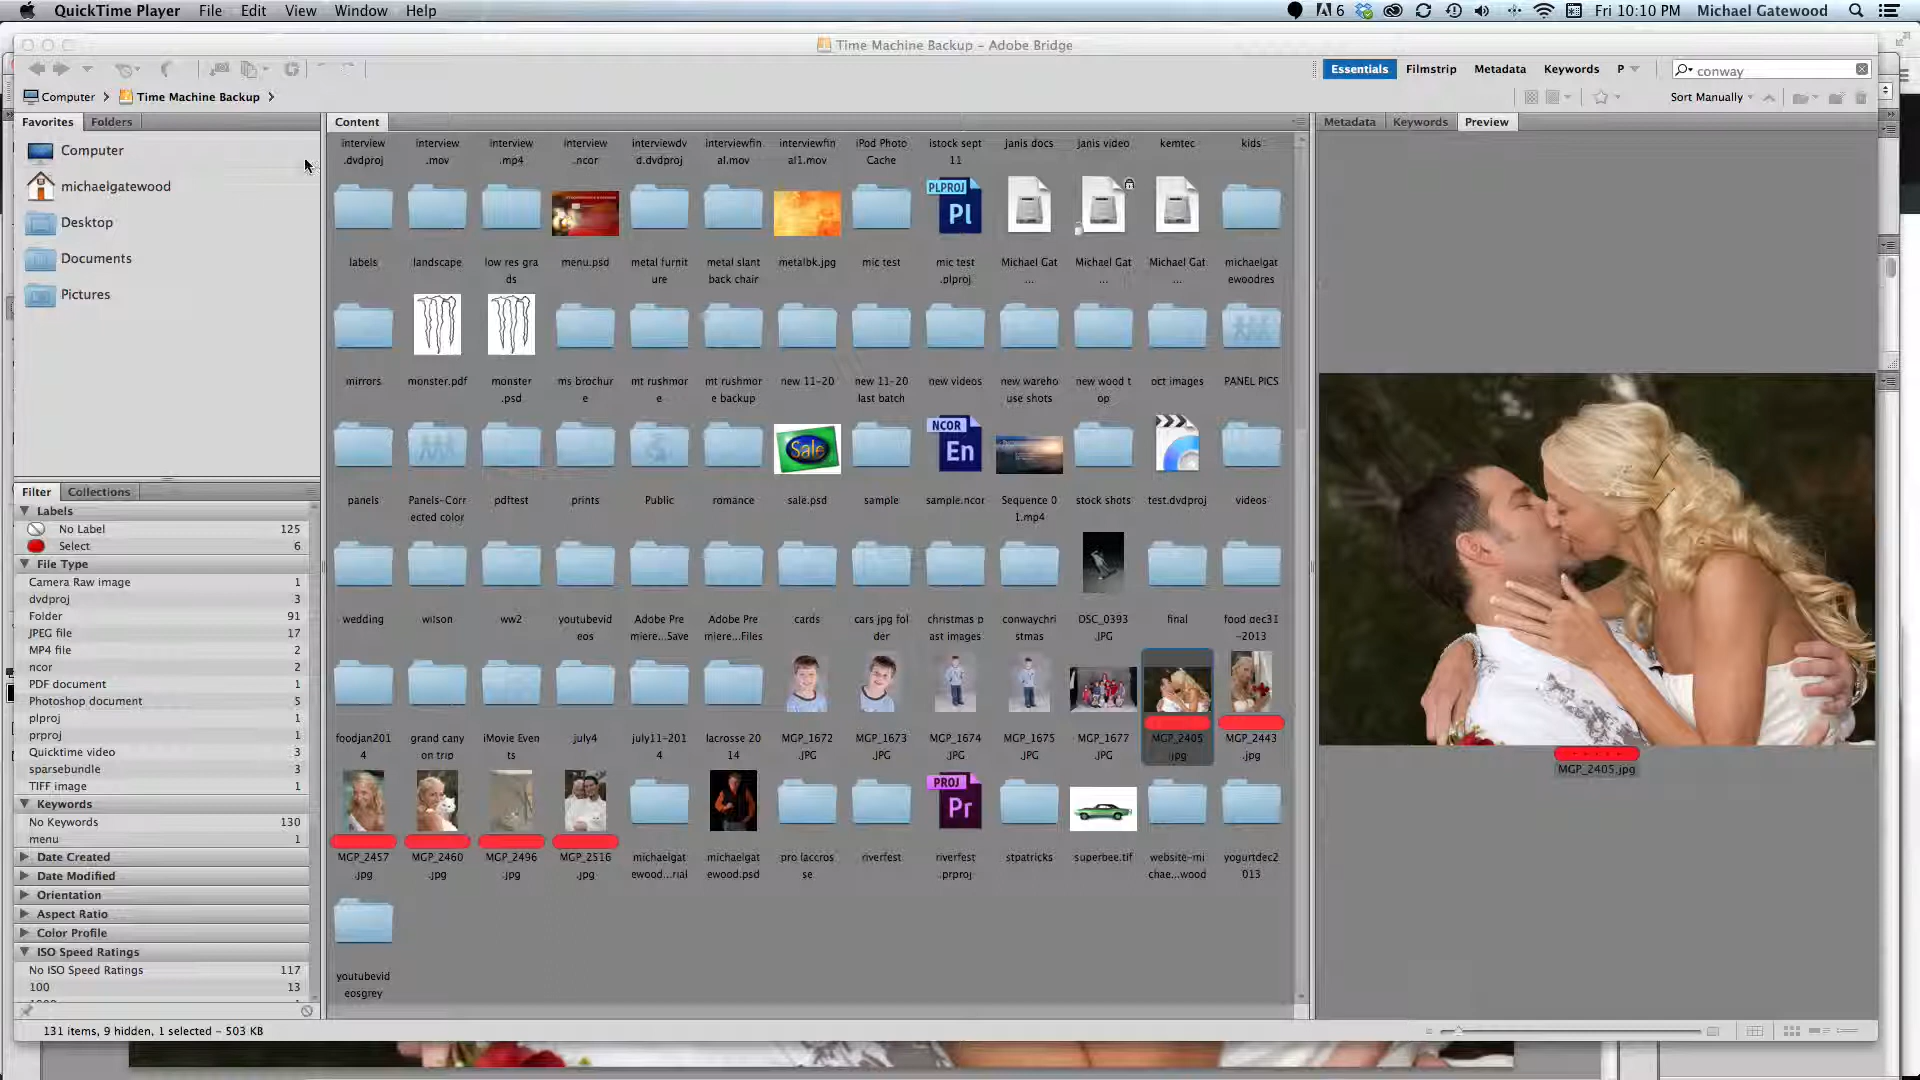 QuickTime Player File Edit View Window Help
6 Fri 10:10 PM Michael Gatewood
Time Machine Backup – Adobe Bridge
Essentials Filmstrip Metadata Keywords P conway
Computer Time Machine Backup Sort Manually
Favorites Folders
Computer
michaelgatewood
Desktop
Documents
Pictures
Filter Collections
Labels
No Label 125
Select 6
File Type
Camera Raw image 1
dvdproj 3
Folder 91
JPEG file 17
MP4 file 2
ncor 2
PDF document 1
Photoshop document 5
plproj 1
prproj 1
Quicktime video 3
sparsebundle 3
TIFF image 1
Keywords
No Keywords 130
menu 1
Date Created
Date Modified
Orientation
Aspect Ratio
Color Profile
ISO Speed Ratings
No ISO Speed Ratings 117
100 13
131 items, 9 hidden, 1 selected – 503 KB
Content
interview interview interview interview interviewdv interviewfin interviewfin iPod Photo istock sept janis docs janis video kemtec kids
.dvdproj .mov .mp4 .ncor d.dvdproj al.mov al1.mov Cache 11
PLPROJ
Pl
labels landscape low res gra menu.psd metal furnit metal slant metalbk.jpg mic test mic test Michael Gat Michael Gat Michael Gat michaelgat
ds ure back chair .plproj ... ... ... ewoodres
mirrors monster.pdf monster ms brochur mt rushmor mt rushmor new 11-20 new 11-20 new videos new wareho new wood t oct images PANEL PICS
.psd e e e backup last batch use shots op
Sale
NCOR
En
panels Panels-Corr pdftest prints Public romance sale.psd sample sample.ncor Sequence 0 stock shots test.dvdproj videos
ected color 1.mp4
wedding wilson ww2 youtubevid Adobe Pre Adobe Pre cards cars jpg fol christmas p conwaychri DSC_0393 final food dec31
eos miere...Save miere...Files der ast images stmas .JPG -2013
foodjan201 grand cany iMovie Even july4 july11-201 lacrosse 20 MGP_1672 MGP_1673 MGP_1674 MGP_1675 MGP_1677 MGP_2405 MGP_2443
4 on trip ts 4 14 .JPG .JPG .JPG .JPG .JPG .jpg .jpg
PROJ
Pr
MGP_2457 MGP_2460 MGP_2496 MGP_2516 michaelgat michaelgat pro laccros riverfest riverfest stpatricks superbee.tif website-mi yogurtdec2
.jpg .jpg .jpg .jpg ewood...rial ewood.psd se .prproj chae...wood 013
youtubevid
eosgrey
Metadata Keywords Preview
MGP_2405.jpg